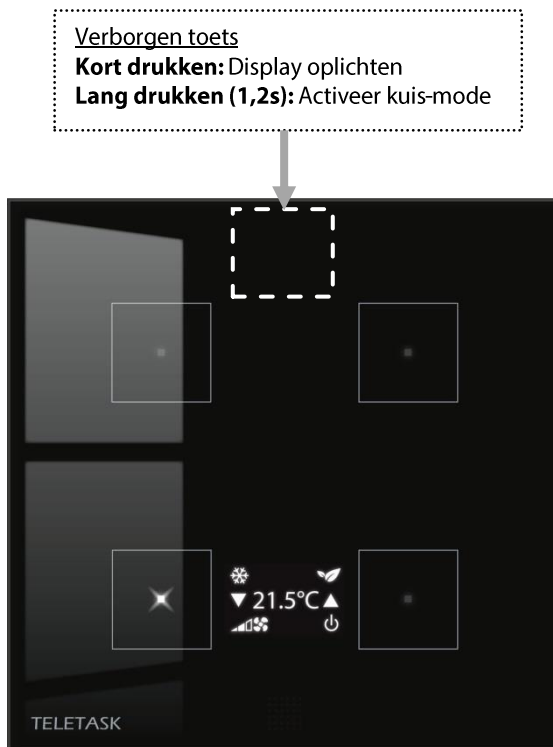 Verborgen toets
Kort drukken: Display oplichten
Lang drukken (1,2s): Activeer kuis-mode
21.5°C
TELETASK